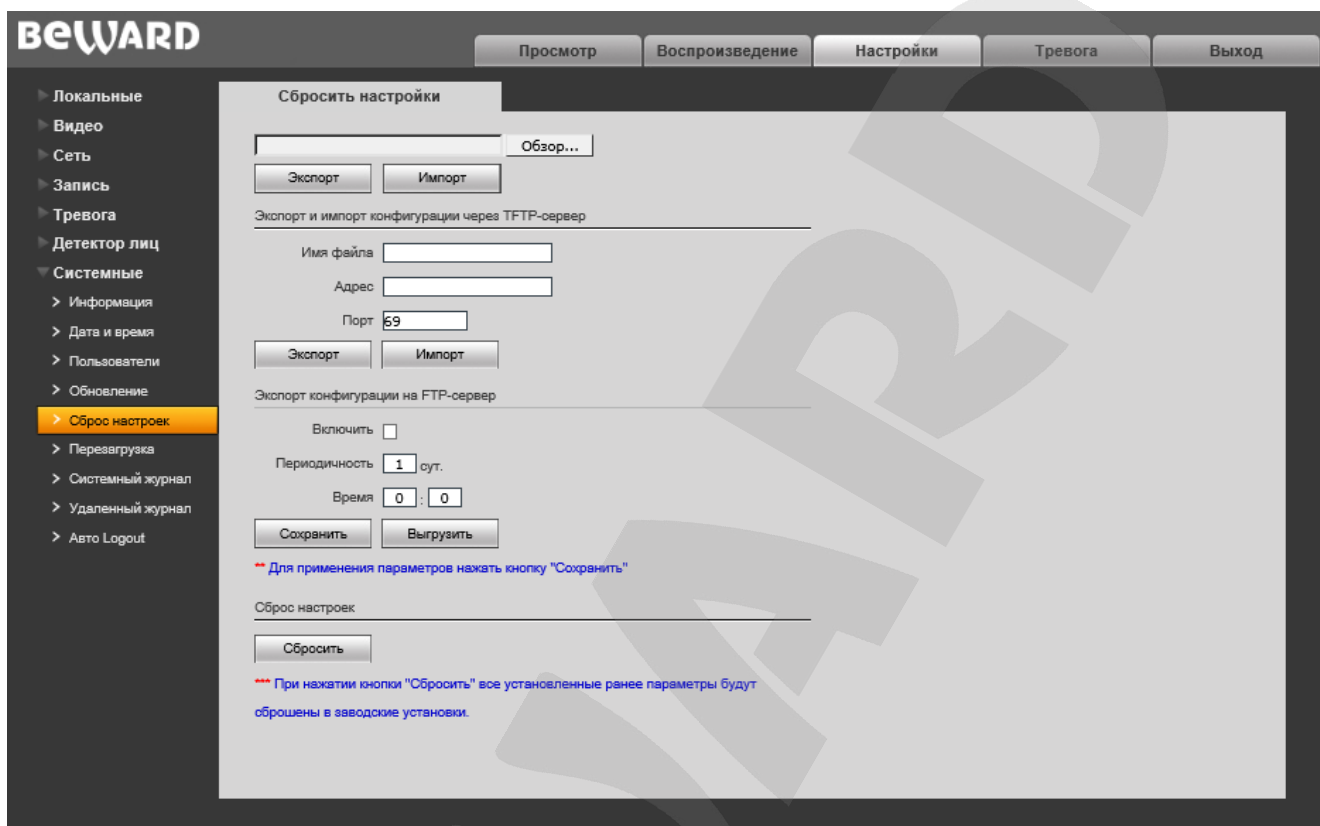 BEWARD
Просмотр Воспроизведение Настройки Тревога Выход
Локальные
Видео
Сеть
Запись
Тревога
Детектор лиц
Системные
> Информация
> Дата и время
> Пользователи
> Обновление
> Сброс настроек
> Перезагрузка
> Системный журнал
> Удаленный журнал
> Авто Logout
Сбросить настройки
Обзор...
Экспорт Импорт
Экспорт и импорт конфигурации через TFTP-сервер
Имя файла
Адрес
Порт 69
Экспорт Импорт
Экспорт конфигурации на FTP-сервер
Включить
Периодичность 1 сут.
Время 0 : 0
Сохранить Выгрузить
** Для применения параметров нажать кнопку "Сохранить"
Сброс настроек
Сбросить
*** При нажатии кнопки "Сбросить" все установленные ранее параметры будут
сброшены в заводские установки.
YARD